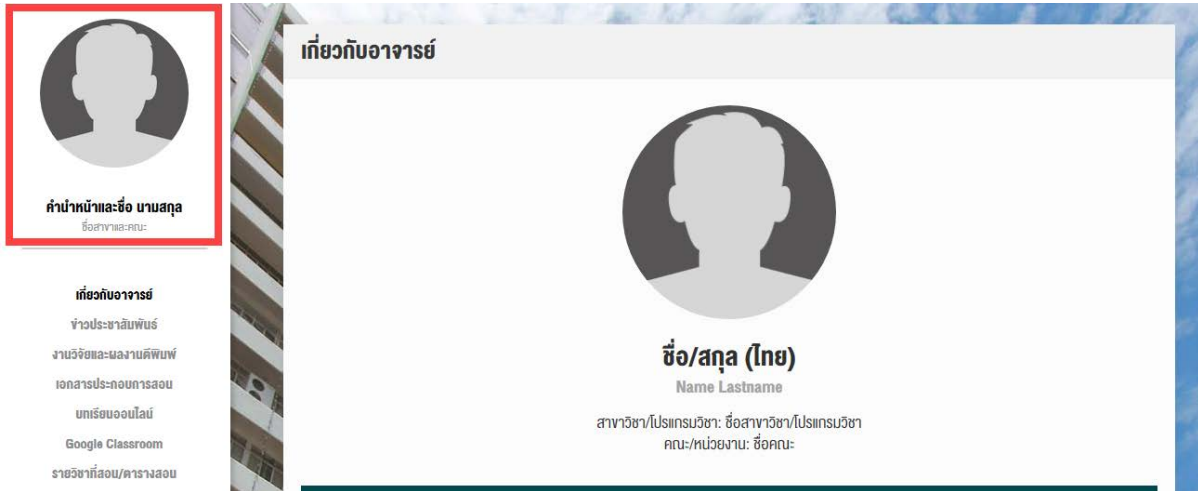 คำนำหน้าและชื่อ นามสกุล
ชื่อสาขาและคณะ
เกี่ยวกับอาจารย์
ข่าวประชาสัมพันธ์
งานวิจัยและผลงานตีพิมพ์
เอกสารประกอบการสอน
บทเรียนออนไลน์
Google Classroom
รายวิชาที่สอน/ตารางสอน
เกี่ยวกับอาจารย์
ชื่อ/สกุล (ไทย)
Name Lastname
สาขาวิชา/โปรแกรมวิชา: ชื่อสาขาวิชา/โปรแกรมวิชา
คณะ/หน่วยงาน: ชื่อคณะ